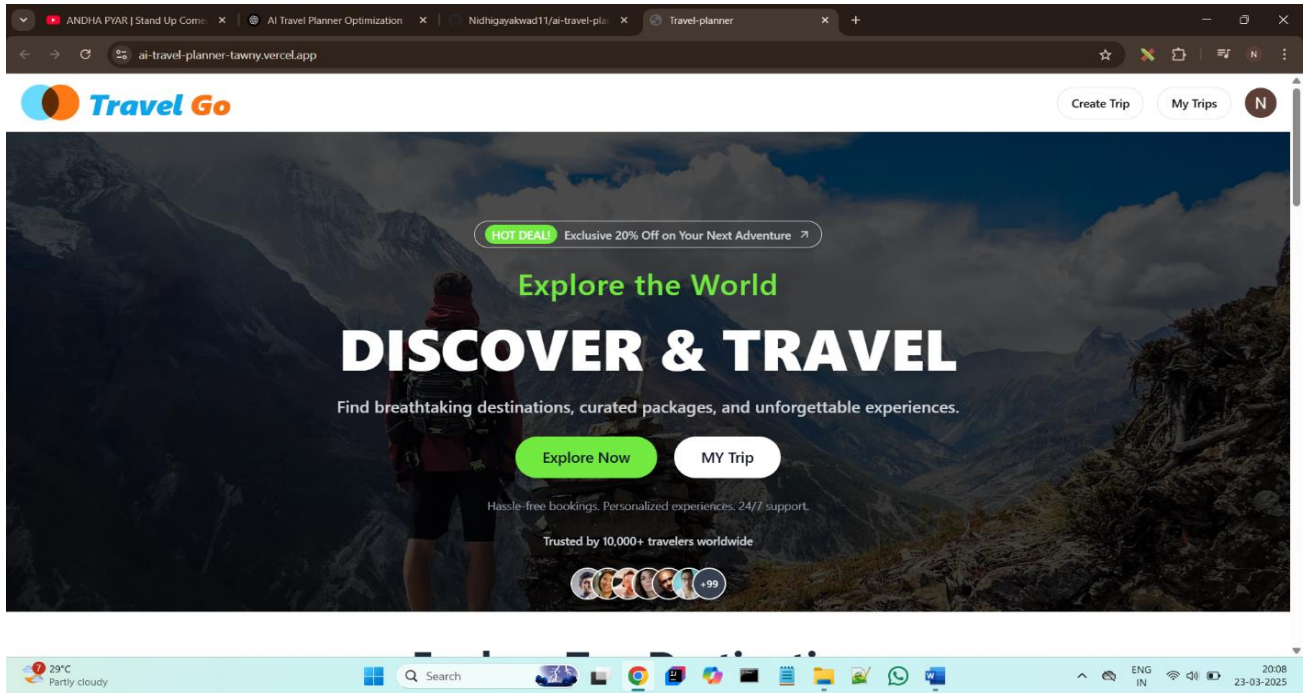 ANDHA PYAR | Stand Up Come
AI Travel Planner Optimization
Nidhigayakwad11/ai-travel-pla
Travel-planner
ai-travel-planner-tawny.vercel.app
N
Travel Go
Create Trip
My Trips
N
HOT DEAL! Exclusive 20% Off on Your Next Adventure
Explore the World
DISCOVER & TRAVEL
Find breathtaking destinations, curated packages, and unforgettable experiences.
Explore Now
MY Trip
Hassle-free bookings. Personalized experiences. 24/7 support.
Trusted by 10,000+ travelers worldwide
+99
7
29°C
Partly cloudy
Search
ENG
IN
20:08
23-03-2025